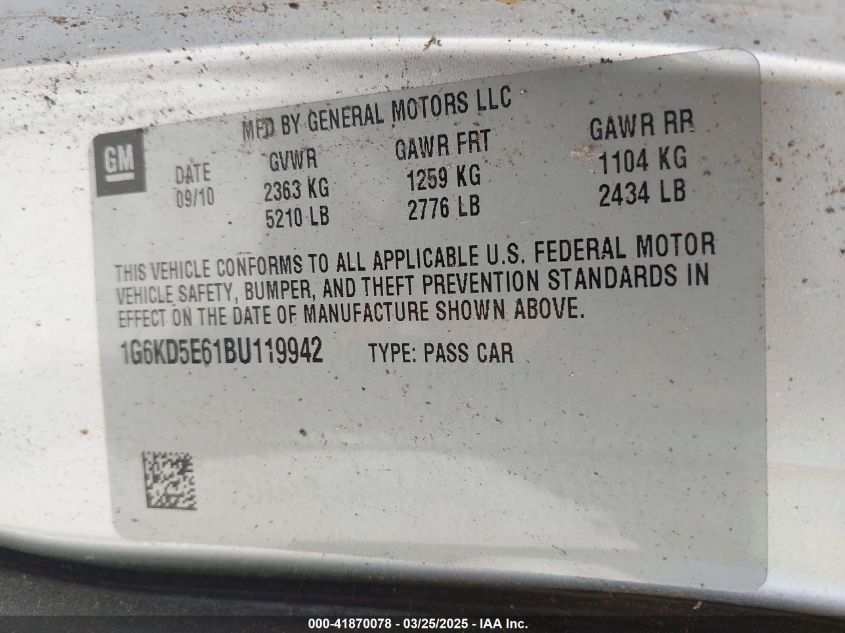 MFD BY GENERAL MOTORS LLC
GM
DATE GVWR GAWR FRT GAWR RR
09/10 2363 KG 1259 KG 1104 KG
5210 LB 2776 LB 2434 LB
THIS VEHICLE CONFORMS TO ALL APPLICABLE U.S. FEDERAL MOTOR
VEHICLE SAFETY, BUMPER, AND THEFT PREVENTION STANDARDS IN
EFFECT ON THE DATE OF MANUFACTURE SHOWN ABOVE.
1G6KD5E61BU119942 TYPE: PASS CAR
000-41870078 - 03/25/2025 - IAA Inc.